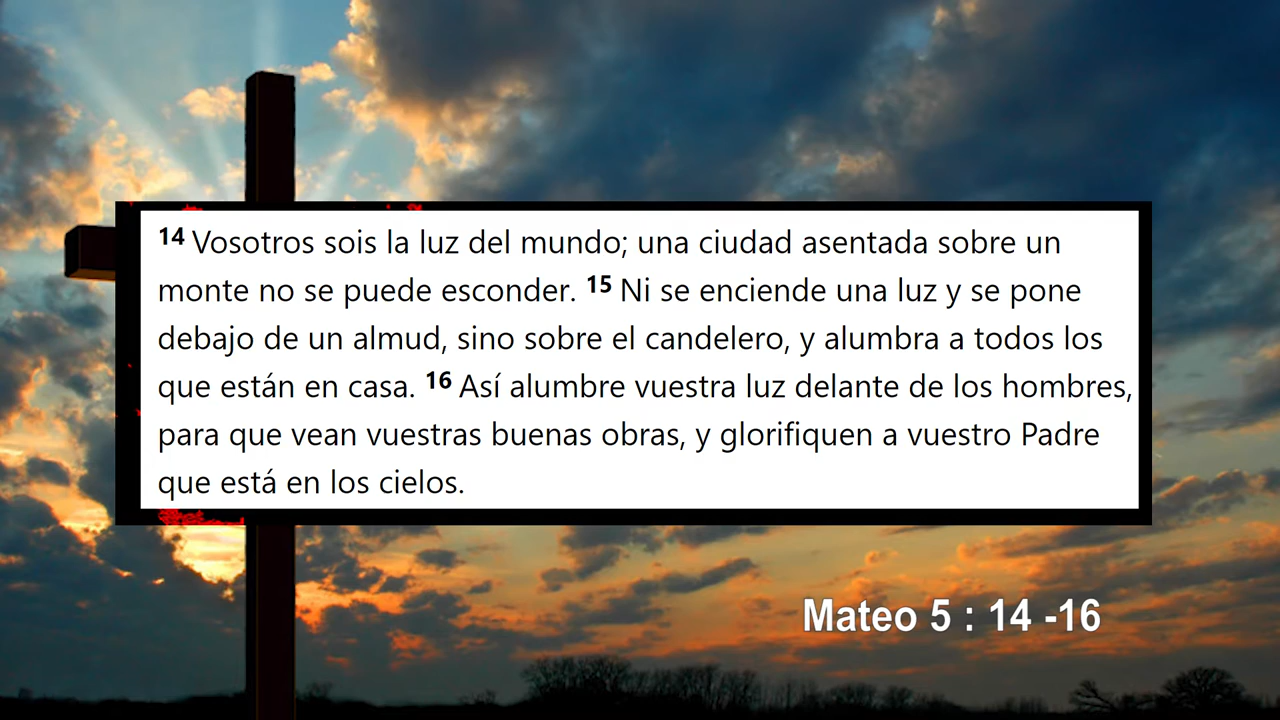 14 Vosotros sois la luz del mundo; una ciudad asentada sobre un
monte no se puede esconder. 15 Ni se enciende una luz y se pone
debajo de un almud, sino sobre el candelero, y alumbra a todos los
que están en casa. 16 Así alumbre vuestra luz delante de los hombres,
para que vean vuestras buenas obras, y glorifiquen a vuestro Padre
que está en los cielos.
Mateo 5 : 14 -16